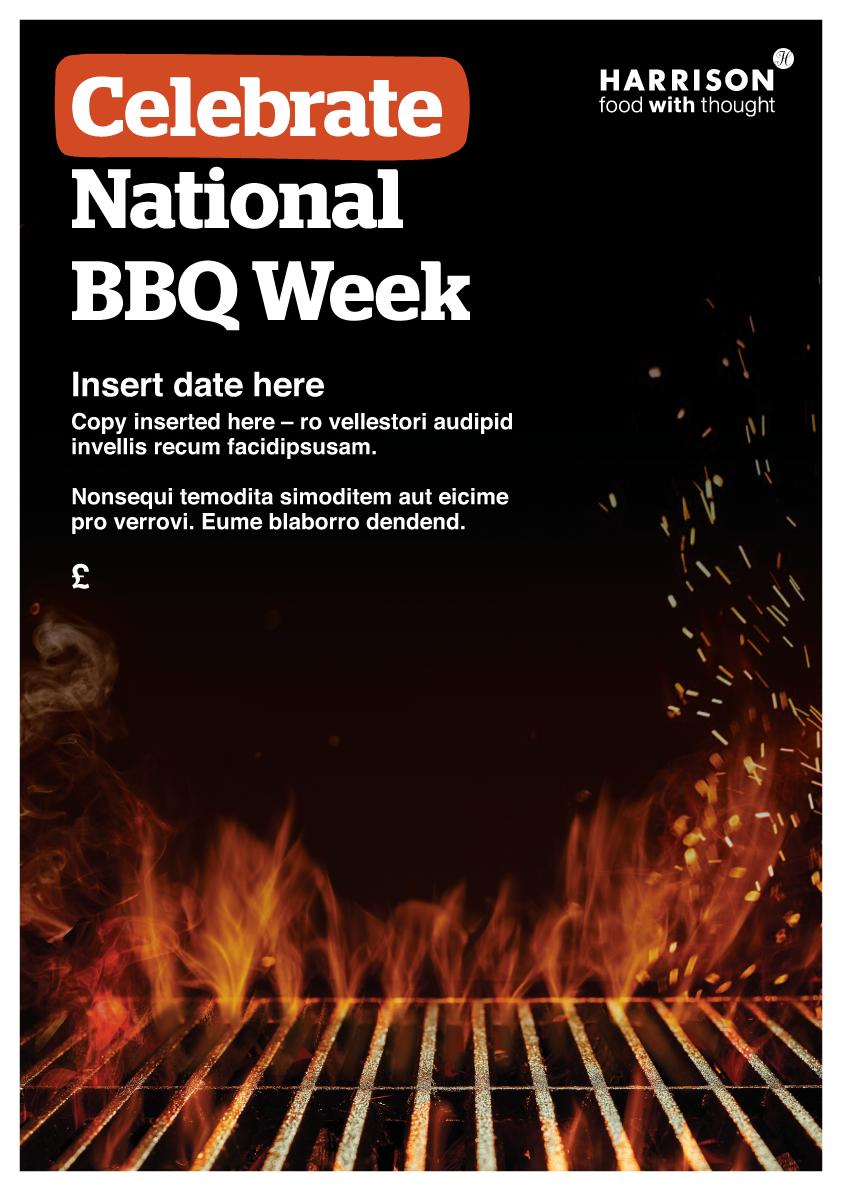 Celebrate
National
BBQ Week
HARRISON
H
food with thought
Insert date here
Copy inserted here – ro vellestori audipid
invellis recum facidipsusam.
Nonsequi temodita simoditem aut eicime
pro verrovi. Eume blaborro dendend.
£